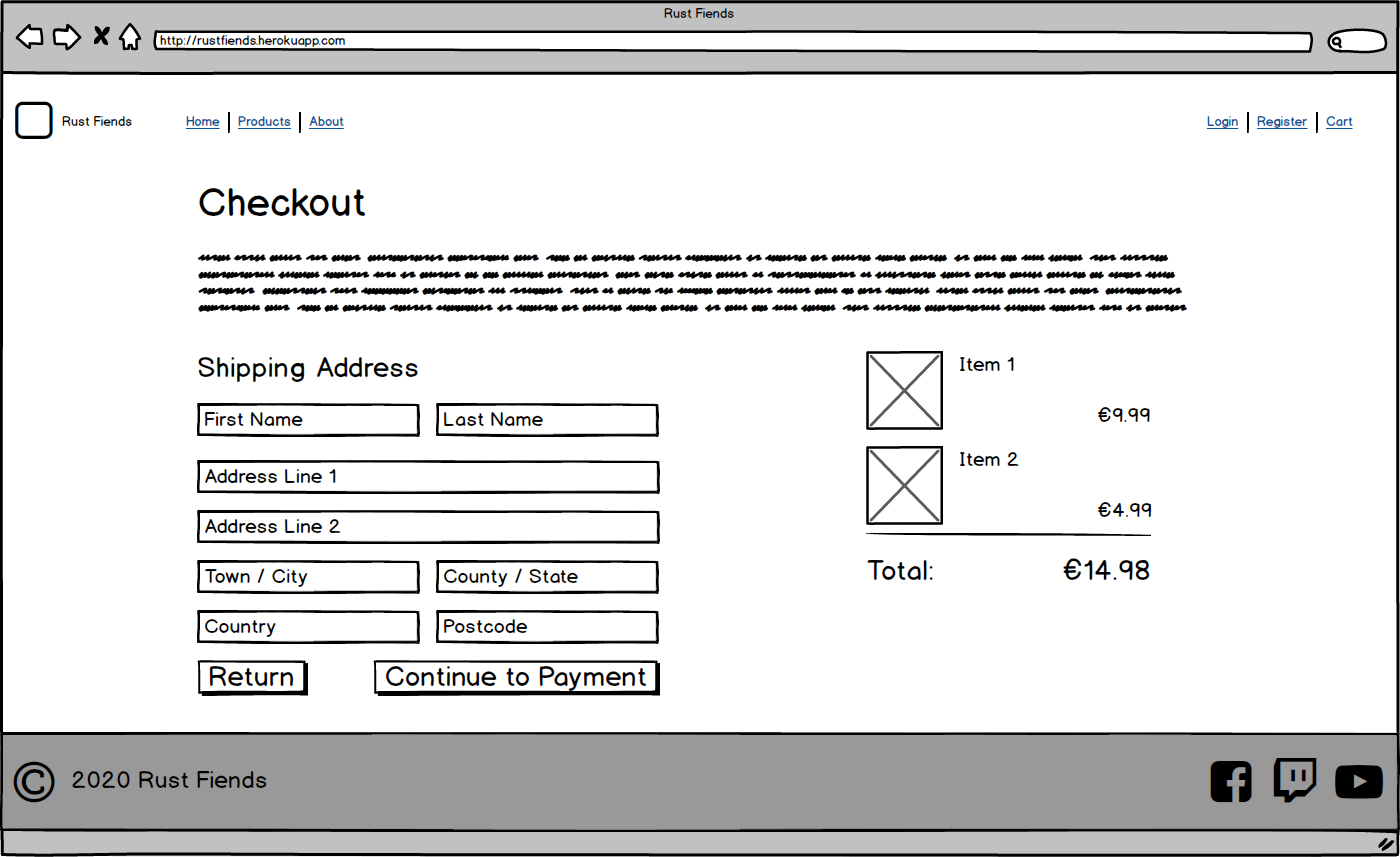 Rust Fiends
http://rustfiends.herokuapp.com
Rust Fiends Home Products About Login Register Cart
Checkout
Shipping Address
First Name Last Name
Address Line 1
Address Line 2
Town / City County / State
Country Postcode
Return Continue to Payment
Item 1
€9.99
Item 2
€4.99
Total: €14.98
© 2020 Rust Fiends